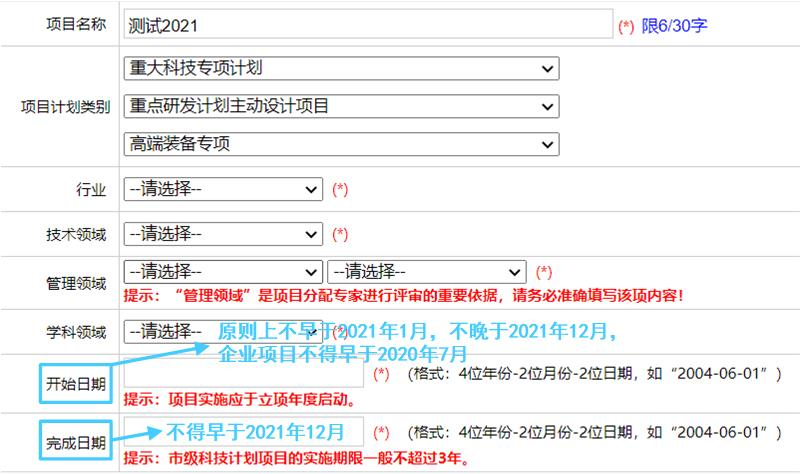 项目名称 测试2021 (*) 限6/30字
重大科技专项计划
项目计划类别 重点研发计划主动设计项目
高端装备专项
行业 --请选择-- (*)
技术领域 --请选择-- (*)
管理领域 --请选择-- --请选择-- (*)
提示：“管理领域”是项目分配专家进行评审的重要依据，请务必准确填写该项内容！
学科领域 --请选择-- (*)
原则上不早于2021年1月，不晚于2021年12月，
企业项目不得早于2020年7月
开始日期 (*) （格式：4位年份-2位月份-2位日期，如“2004-06-01”）
提示：项目实施应于立项年度启动。
完成日期 不得早于2021年12月 (*) （格式：4位年份-2位月份-2位日期，如“2004-06-01”）
提示：市级科技计划项目的实施期限一般不超过3年。